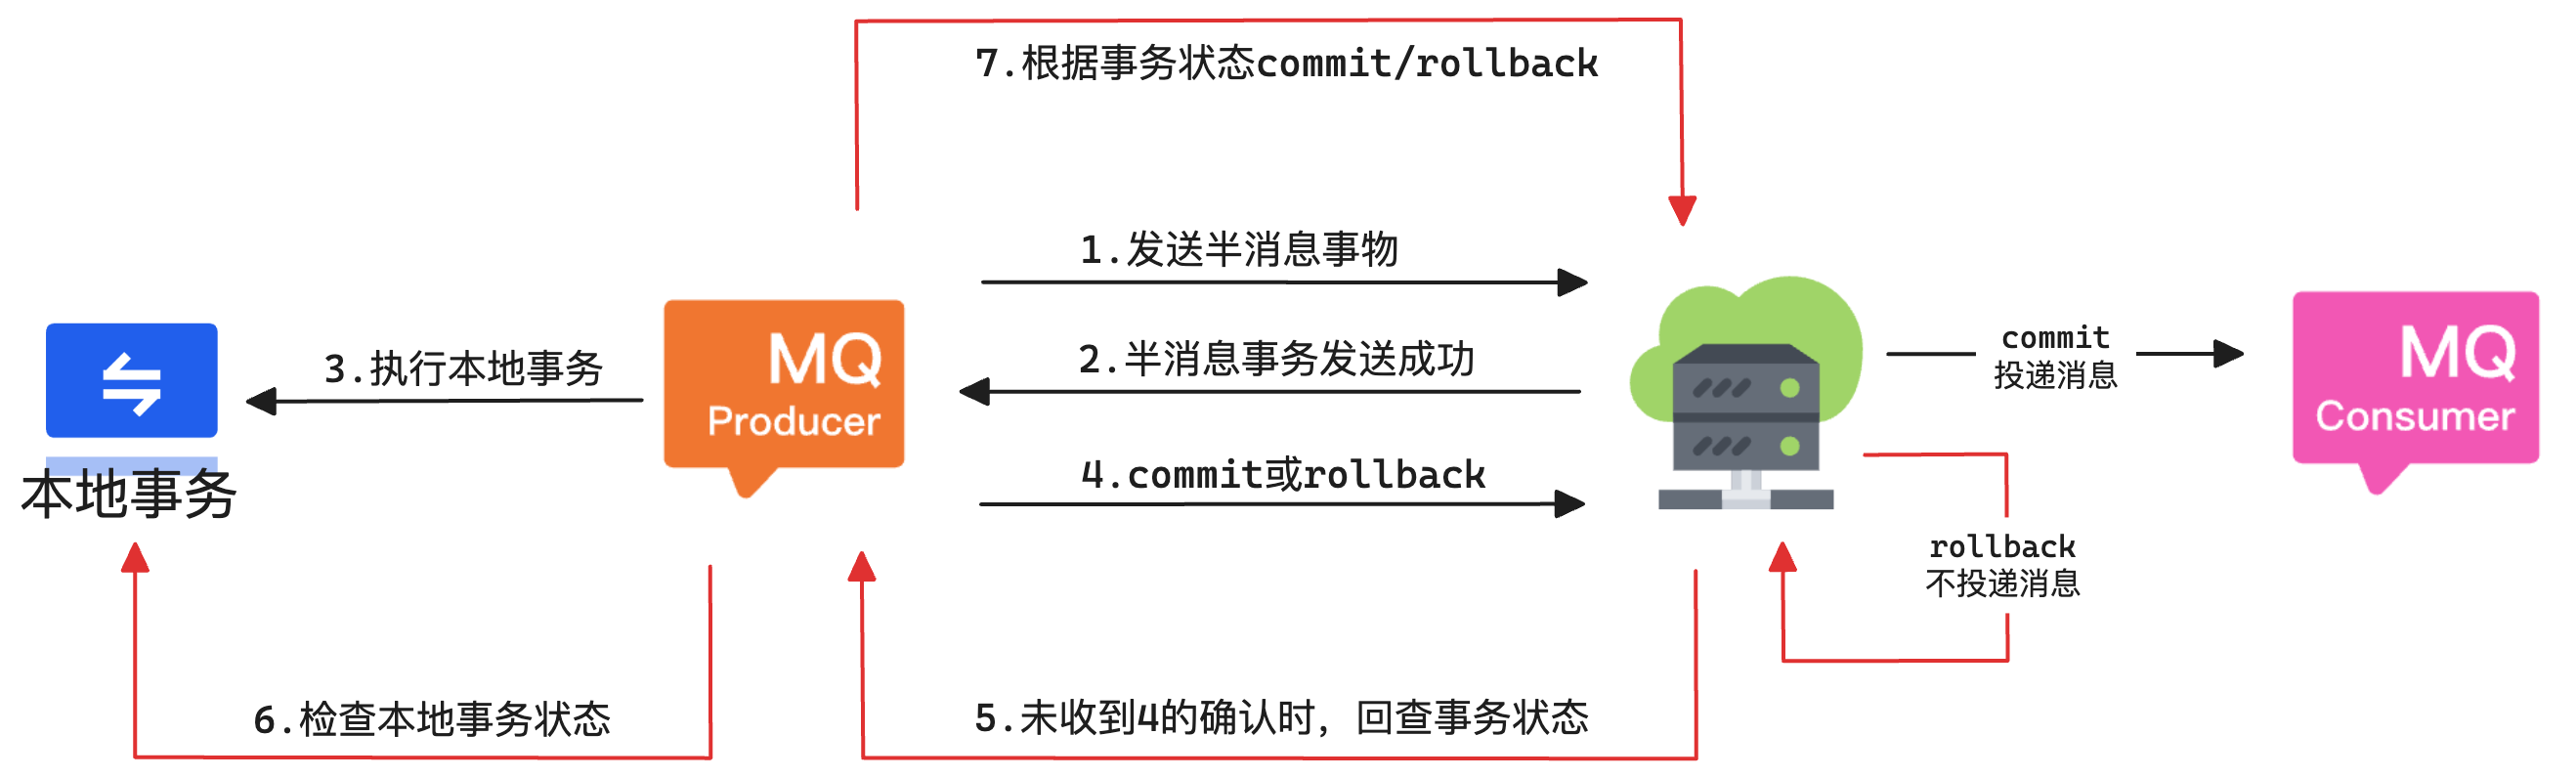 7.根据事务状态commit/rollback
1.发送半消息事物
2.半消息事务发送成功
3.执行本地事务
4.commit或rollback
MQ
Producer
本地事务
commit
投递消息
MQ
Consumer
rollback
不投递消息
6.检查本地事务状态
5.未收到4的确认时，回查事务状态